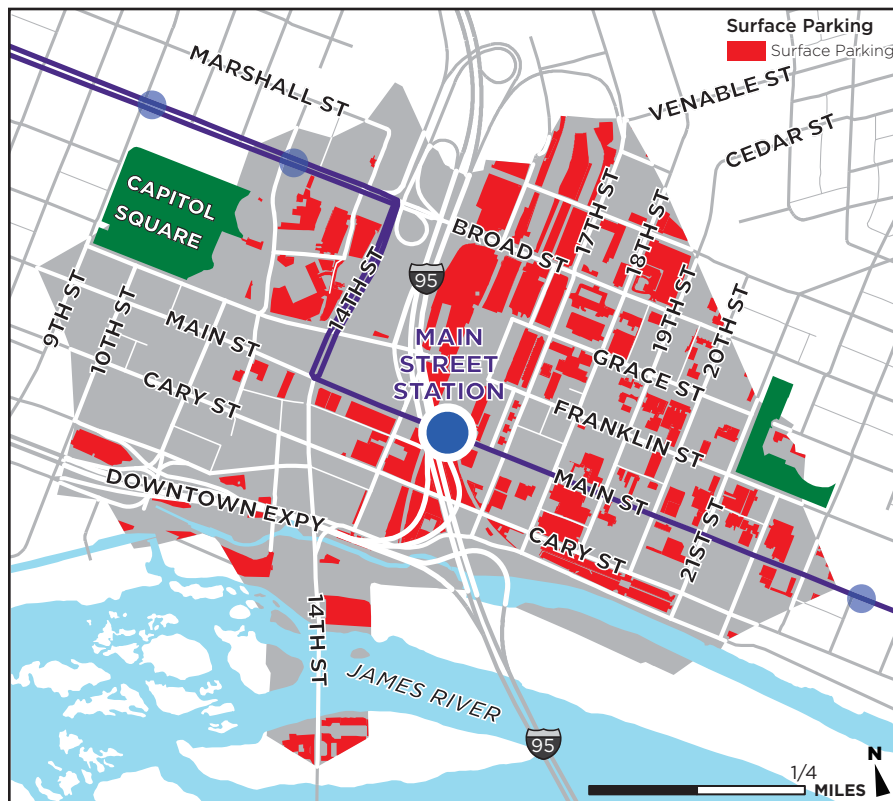 Surface Parking
Surface Parking
MARSHALL ST
VENABLE ST
CEDAR ST
CAPITOL
SQUARE
BROAD ST
17TH ST
18TH ST
14TH ST
95
19TH ST
20TH ST
9TH ST
10TH ST
MAIN ST
MAIN
STREET
STATION
GRACE ST
CARY ST
FRANKLIN ST
MAIN ST
DOWNTOWN EXPY
CARY ST
21ST ST
14TH ST
JAMES RIVER
95
N
1/4
MILES